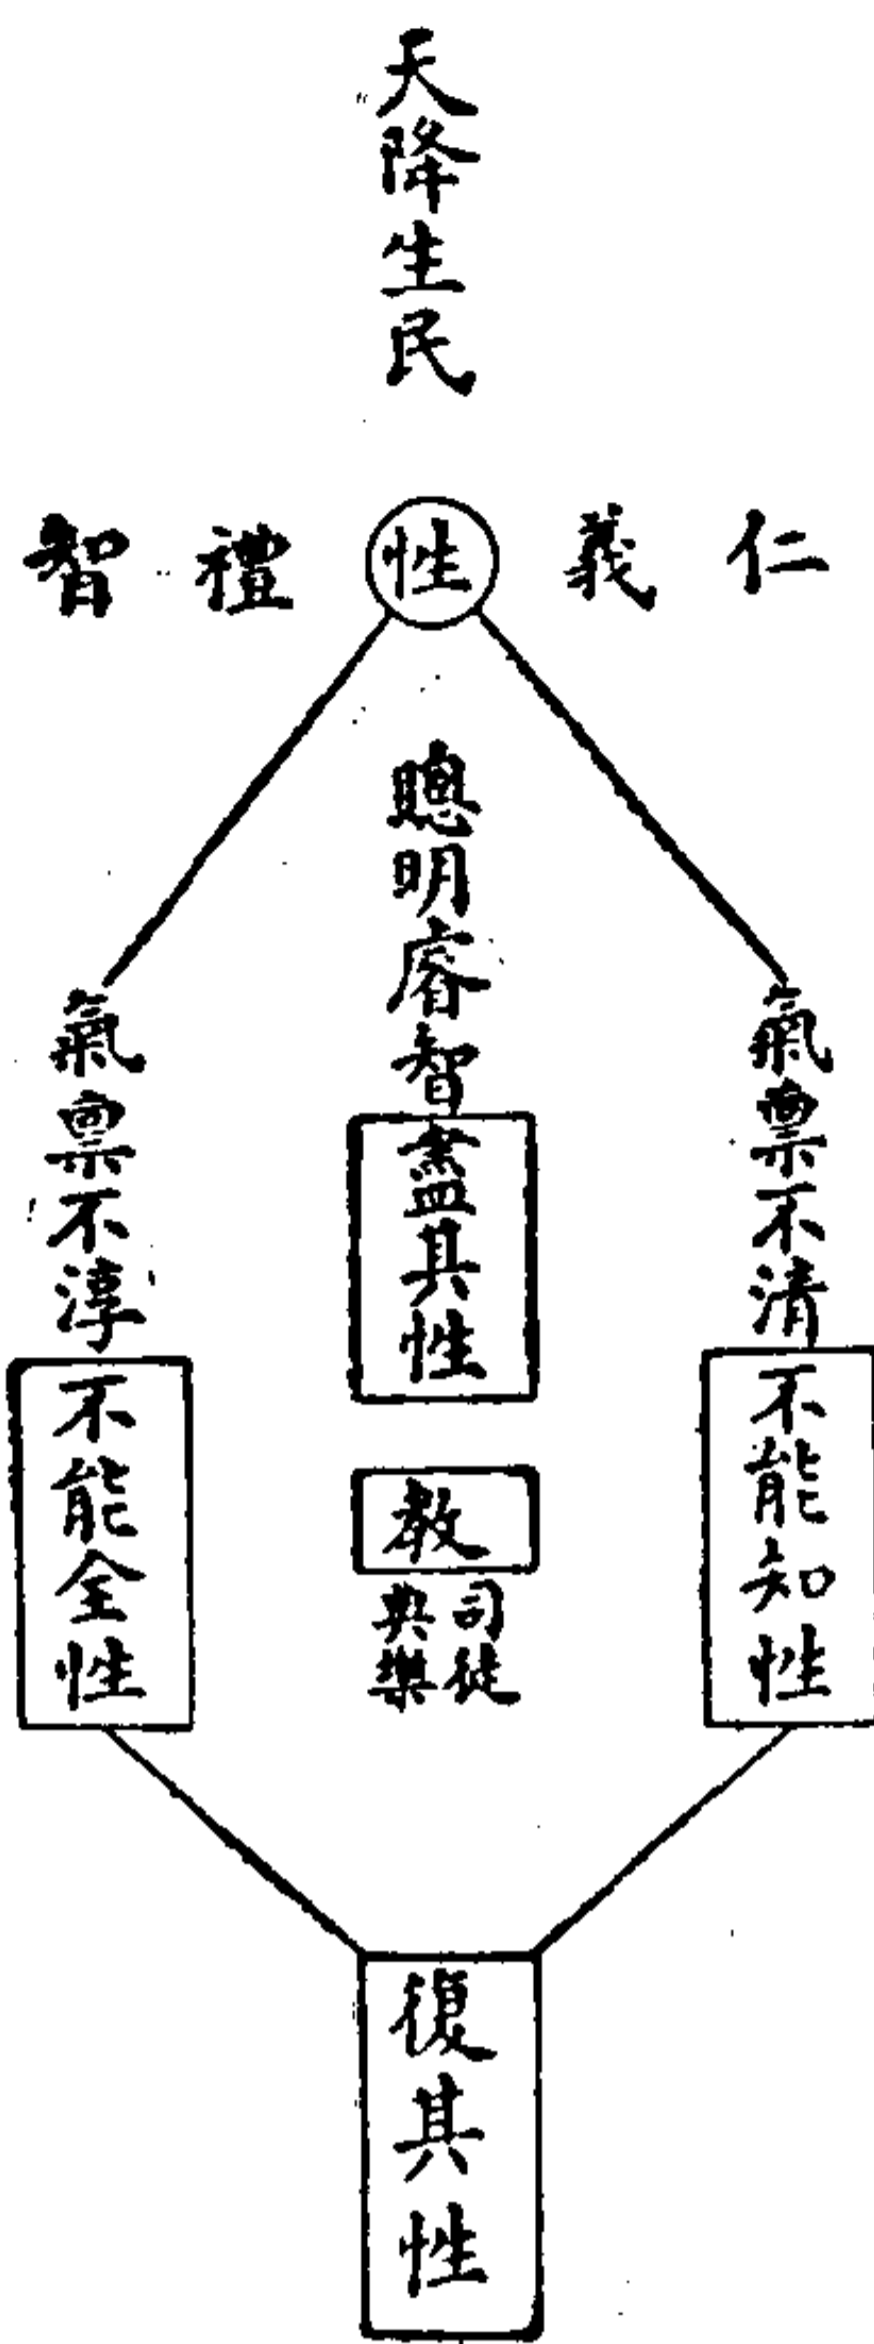 天降生民
仁義性禮智
氣禀不清不能知性
聰明睿智盡其性
教
司徒
典樂
氣禀不淳不能全性
復其性